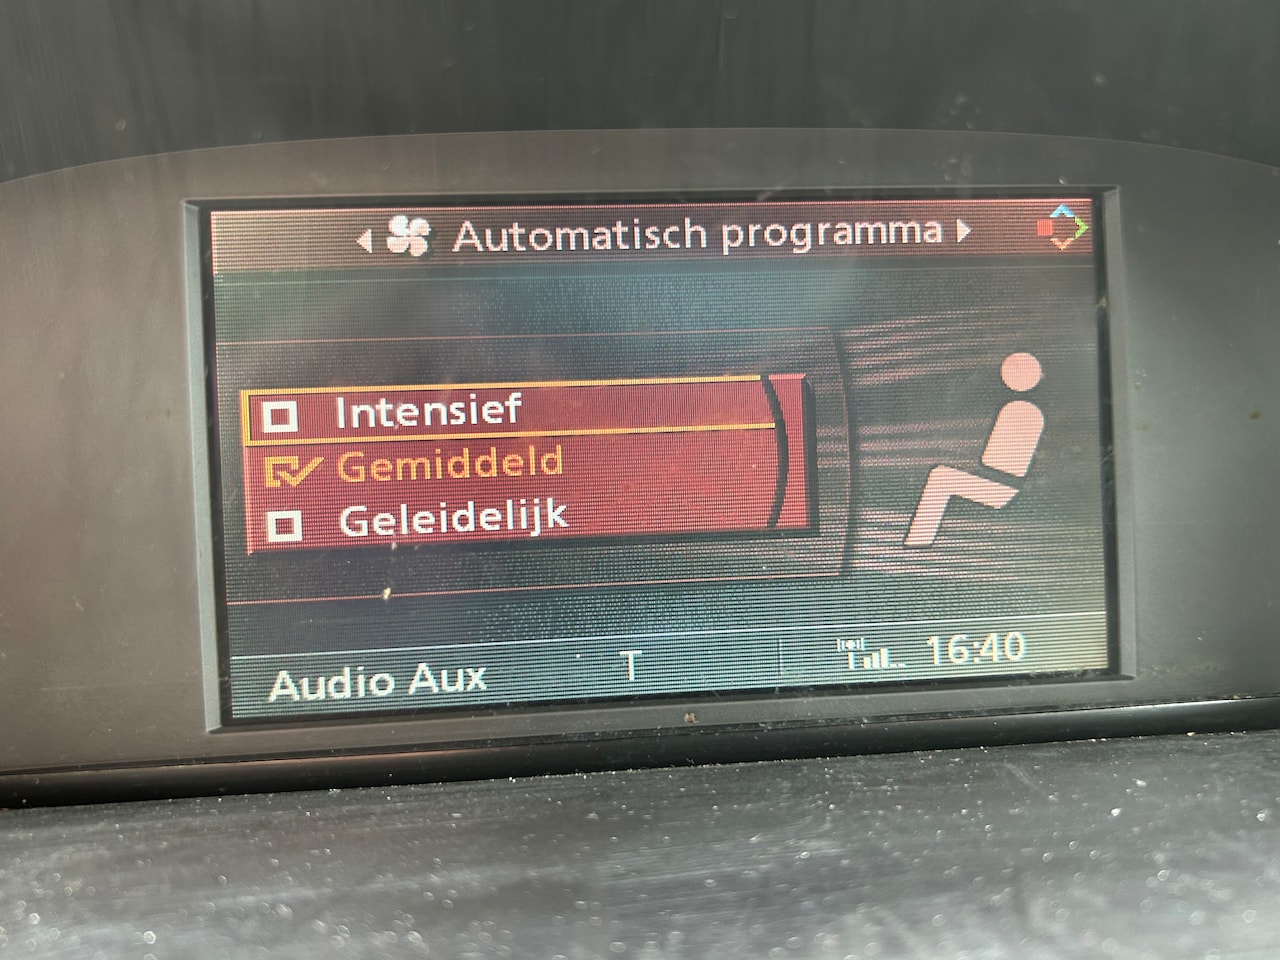 Automatisch programma
Intensief
Gemiddeld
Geleidelijk
Audio Aux T 16:40